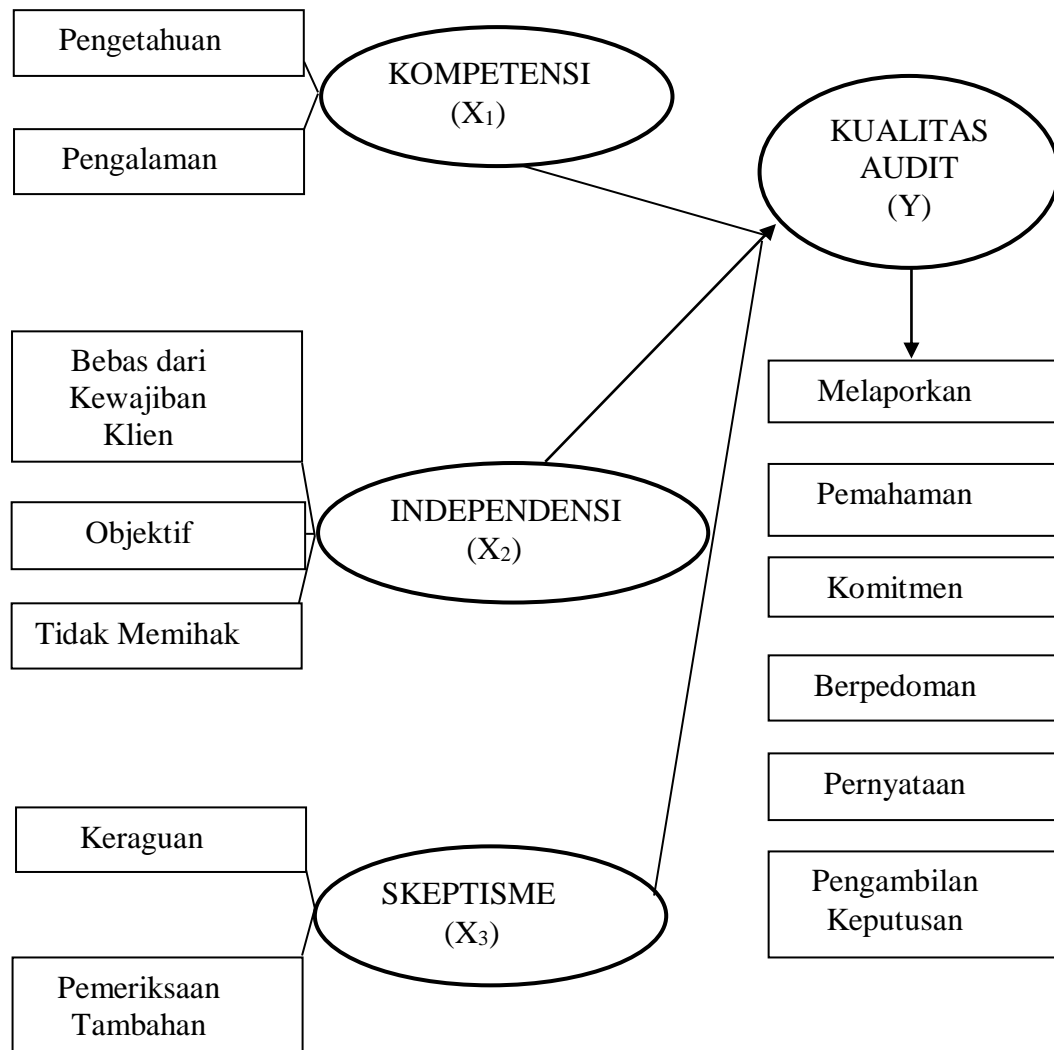 Pengetahuan
Pengalaman
KOMPETENSI
(X₁)
KUALITAS
AUDIT
(Y)
Bebas dari
Kewajiban
Klien
Objektif
Tidak Memihak
INDEPENDENSI
(X₂)
Melaporkan
Pemahaman
Komitmen
Berpedoman
Pernyataan
Pengambilan
Keputusan
Keraguan
Pemeriksaan
Tambahan
SKEPTISME
(X₃)